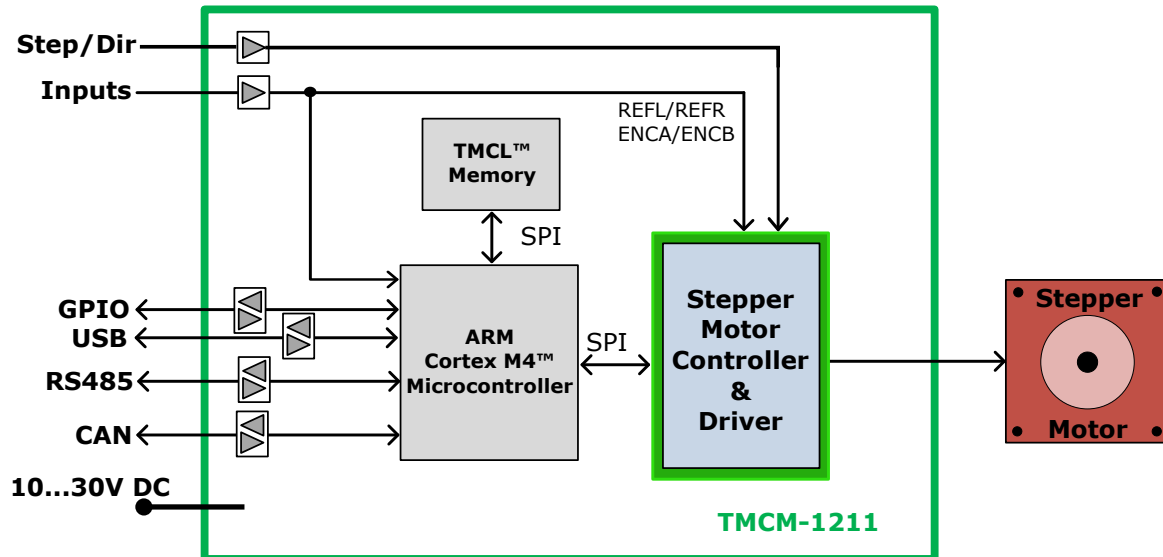 Step/Dir
Inputs
REFL/REFR
ENCA/ENCB
TMCL™
Memory
SPI
GPIO
USB
RS485
CAN
10...30V DC
ARM
Cortex M4™
Microcontroller
SPI
Stepper
Motor
Controller
&
Driver
Stepper
Motor
TMCM-1211